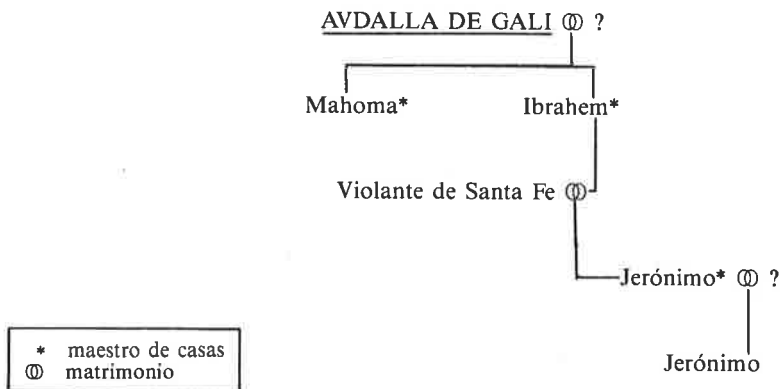 AVDALLA DE GALI ⚭ ?
Mahoma* Ibrahem*
Violante de Santa Fe ⚭
Jerónimo* ⚭ ?
Jerónimo
* maestro de casas
⚭ matrimonio